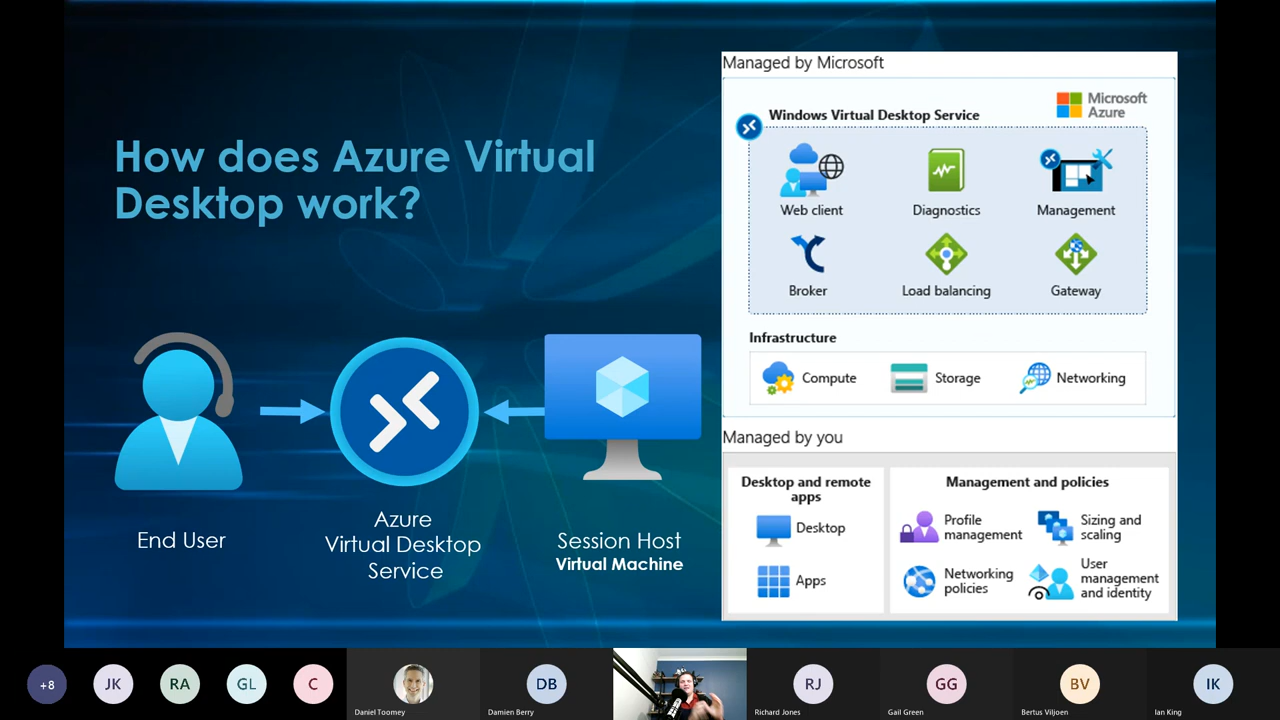 How does Azure Virtual
Desktop work?
End User
Azure
Virtual Desktop
Service
Session Host
Virtual Machine
Managed by Microsoft
Microsoft
Azure
Windows Virtual Desktop Service
Web client
Diagnostics
Management
Broker
Load balancing
Gateway
Infrastructure
Compute
Storage
Networking
Managed by you
Desktop and remote
apps
Desktop
Apps
Management and policies
Profile
management
Sizing and
scaling
Networking
policies
User
management
and identity
+8
JK
RA
GL
C
Daniel Toomey
DB
Damien Berry
RJ
Richard Jones
GG
Gail Green
BV
Bertus Viljoen
IK
Ian King